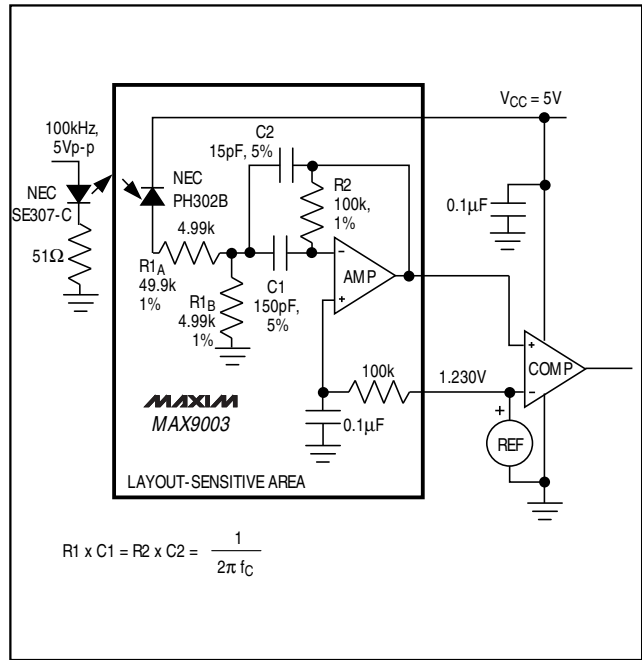 VCC = 5V
100kHz,
5Vp-p
NEC
SE307-C
51Ω
NEC
PH302B
C2
15pF, 5%
R2
100k,
1%
0.1µF
4.99k
R1A
49.9k
1%
R1B
4.99k
1%
C1
150pF,
5%
−
AMP
+
100k
1.230V
0.1µF
+
COMP
−
+
REF
MAXIM
MAX9003
LAYOUT-SENSITIVE AREA
R1 x C1 = R2 x C2 = 1
2π fC